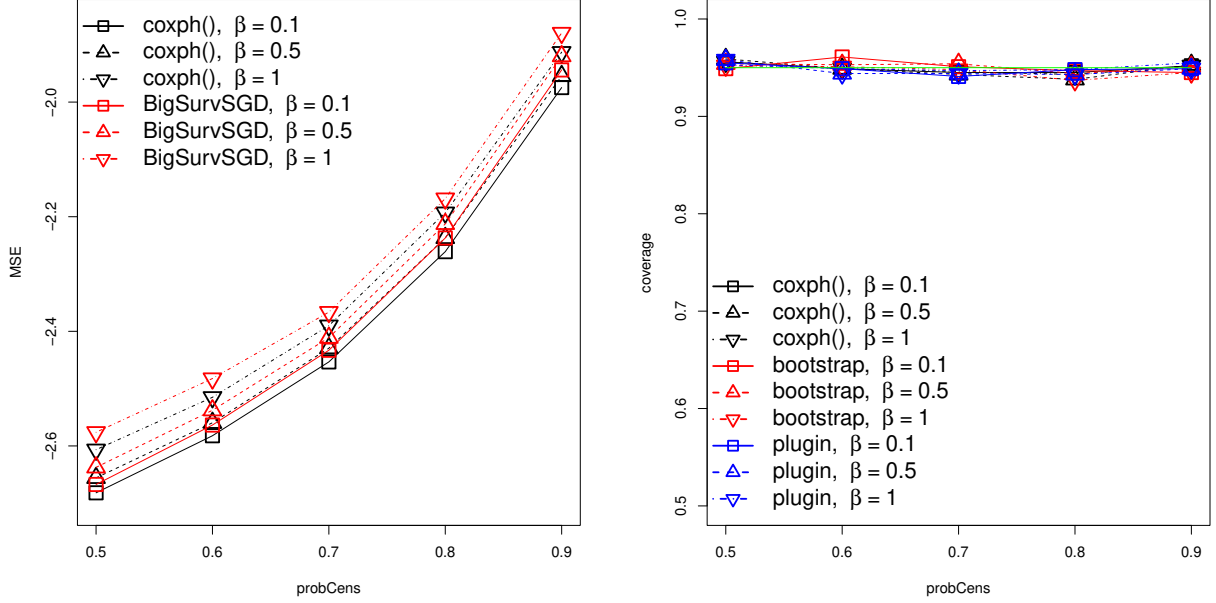 coxph(), β = 0.1
coxph(), β = 0.5
coxph(), β = 1
BigSurvSGD, β = 0.1
BigSurvSGD, β = 0.5
BigSurvSGD, β = 1
-2.0
-2.2
-2.4
-2.6
MSE
0.5 0.6 0.7 0.8 0.9
probCens
1.0
0.9
0.8
0.7
0.6
0.5
coverage
coxph(), β = 0.1
coxph(), β = 0.5
coxph(), β = 1
bootstrap, β = 0.1
bootstrap, β = 0.5
bootstrap, β = 1
plugin, β = 0.1
plugin, β = 0.5
plugin, β = 1
0.5 0.6 0.7 0.8 0.9
probCens